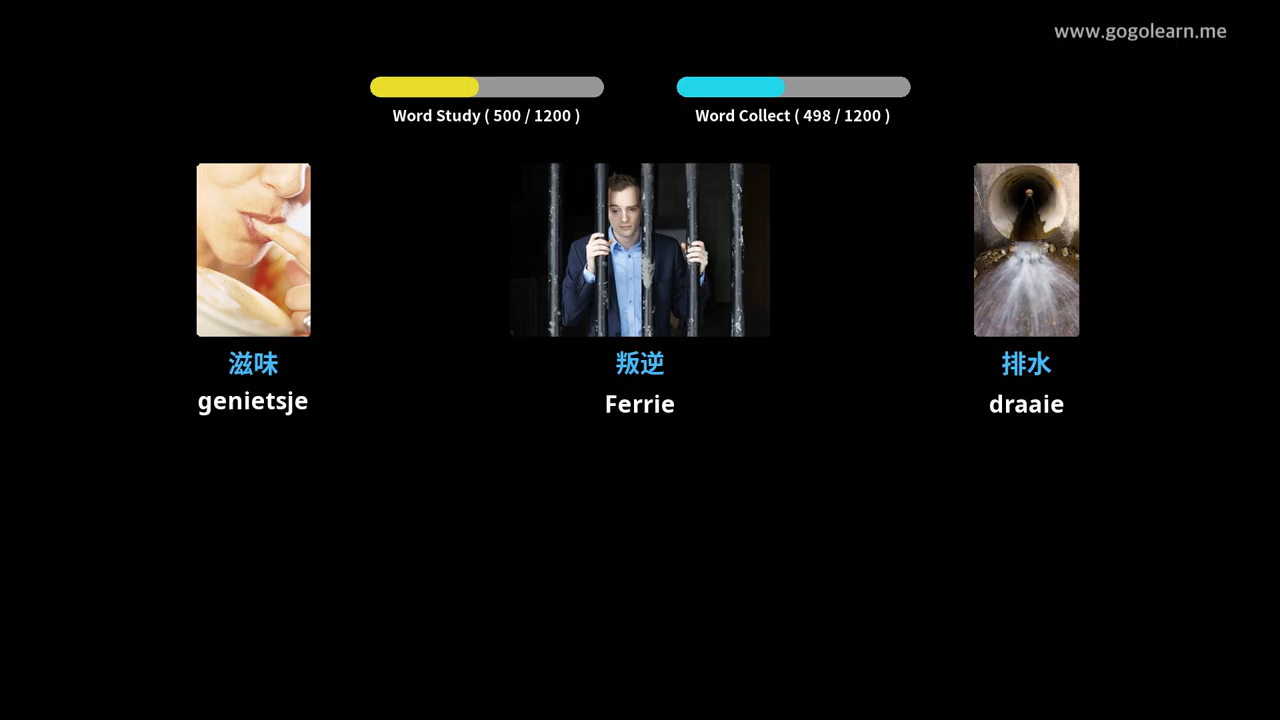 www.gogolearn.me
Word Study ( 500 / 1200 )
Word Collect ( 498 / 1200 )
滋味
叛逆
排水
genietsje
Ferrie
draaie